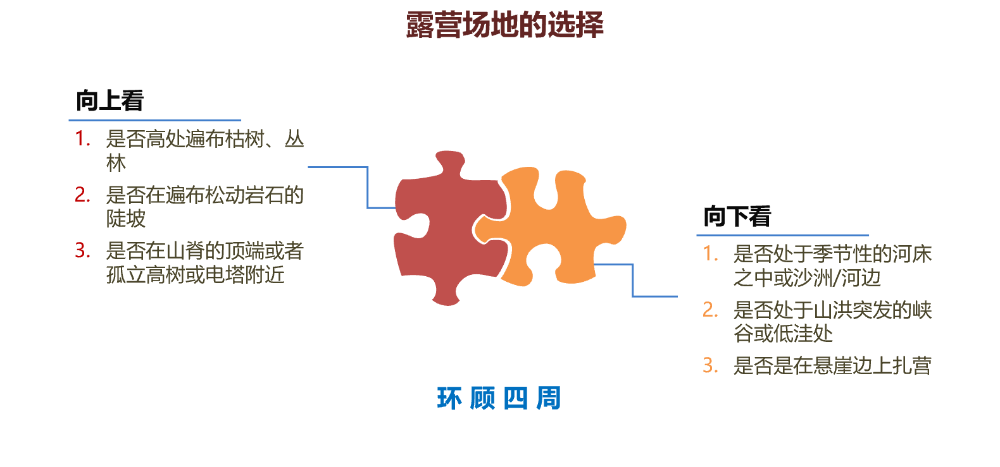 露营场地的选择
向上看
1. 是否高处遍布枯树、丛
林
2. 是否在遍布松动岩石的
陡坡
3. 是否在山脊的顶端或者
孤立高树或电塔附近
向下看
1. 是否处于季节性的河床
之中或沙洲/河边
2. 是否处于山洪突发的峡
谷或低洼处
3. 是否是在悬崖边上扎营
环顾四周